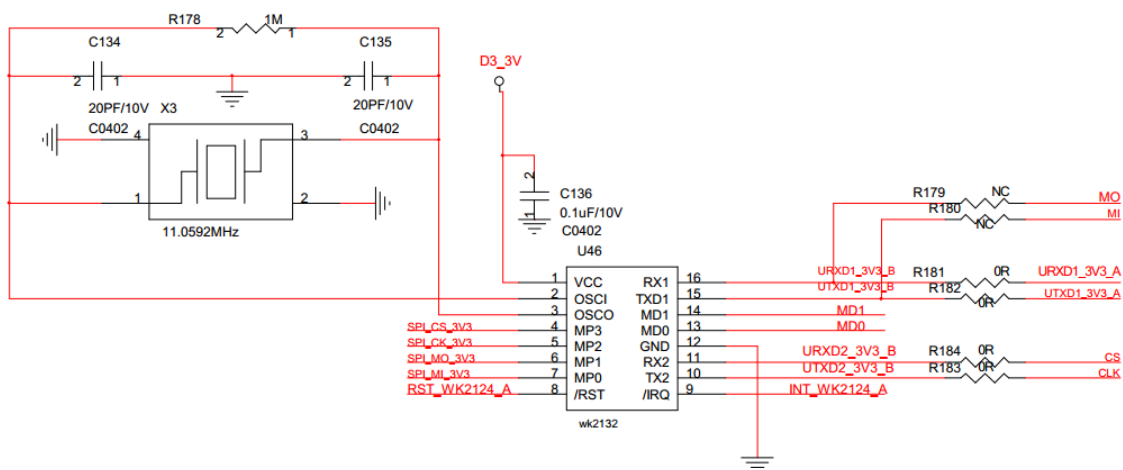 R178
1M
2
1
C134
C135
2
1
2
1
20PF/10V
X3
20PF/10V
C0402
C0402
4
3
1
2
11.0592MHz
D3_3V
2
1
C136
0.1uF/10V
C0402
U46
R179
NC
MO
R180
NC
MI
1
VCC
RX1
16
URXD1_3V3_B
R181
0R
URXD1_3V3_A
2
OSCI
TXD1
15
UTXD1_3V3_B
R182
0R
UTXD1_3V3_A
3
OSCO
MD1
14
MD1
SPI_CS_3V3
4
MP3
MD0
13
MD0
SPI_CK_3V3
5
MP2
GND
12
SPI_MO_3V3
6
MP1
RX2
11
URXD2_3V3_B
R184
0R
CS
SPI_MI_3V3
7
MP0
TX2
10
UTXD2_3V3_B
R183
0R
CLK
RST_WK2124_A
8
/RST
/IRQ
9
INT_WK2124_A
wk2132